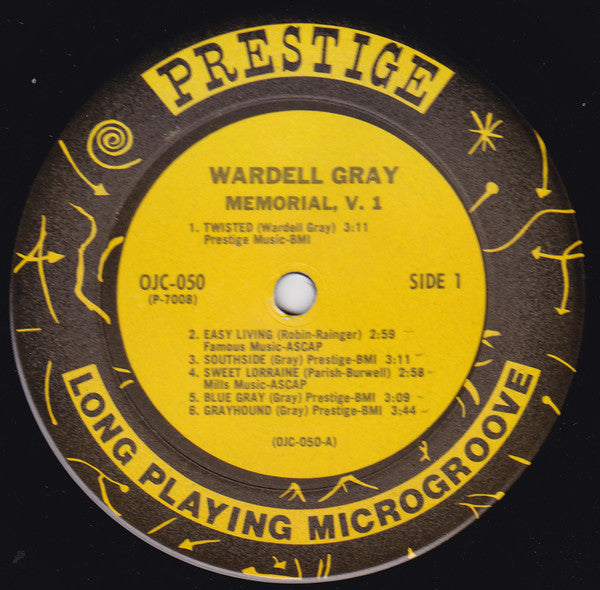 PRESTIGE
WARDELL GRAY
MEMORIAL, V. 1
1. TWISTED (Wardell Gray) 3:11
Prestige Music-BMI
OJC-050
(P-7008)
SIDE 1
2. EASY LIVING (Robin-Rainger) 2:59
Famous Music-ASCAP
3. SOUTHSIDE (Gray) Prestige-BMI 3:11
4. SWEET LORRAINE (Parish-Burwell) 2:58
Mills Music-ASCAP
5. BLUE GRAY (Gray) Prestige-BMI 3:09
6. GRAYHOUND (Gray) Prestige-BMI 3:44
(OJC-050-A)
LONG PLAYING MICROGROOVE